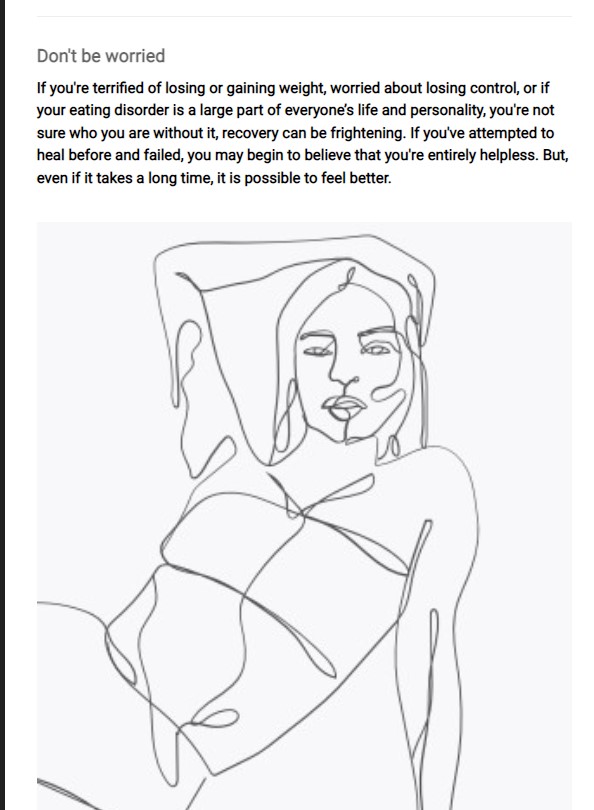 Don't be worried
If you're terrified of losing or gaining weight, worried about losing control, or if
your eating disorder is a large part of everyone's life and personality, you're not
sure who you are without it, recovery can be frightening. If you've attempted to
heal before and failed, you may begin to believe that you're entirely helpless. But,
even if it takes a long time, it is possible to feel better.